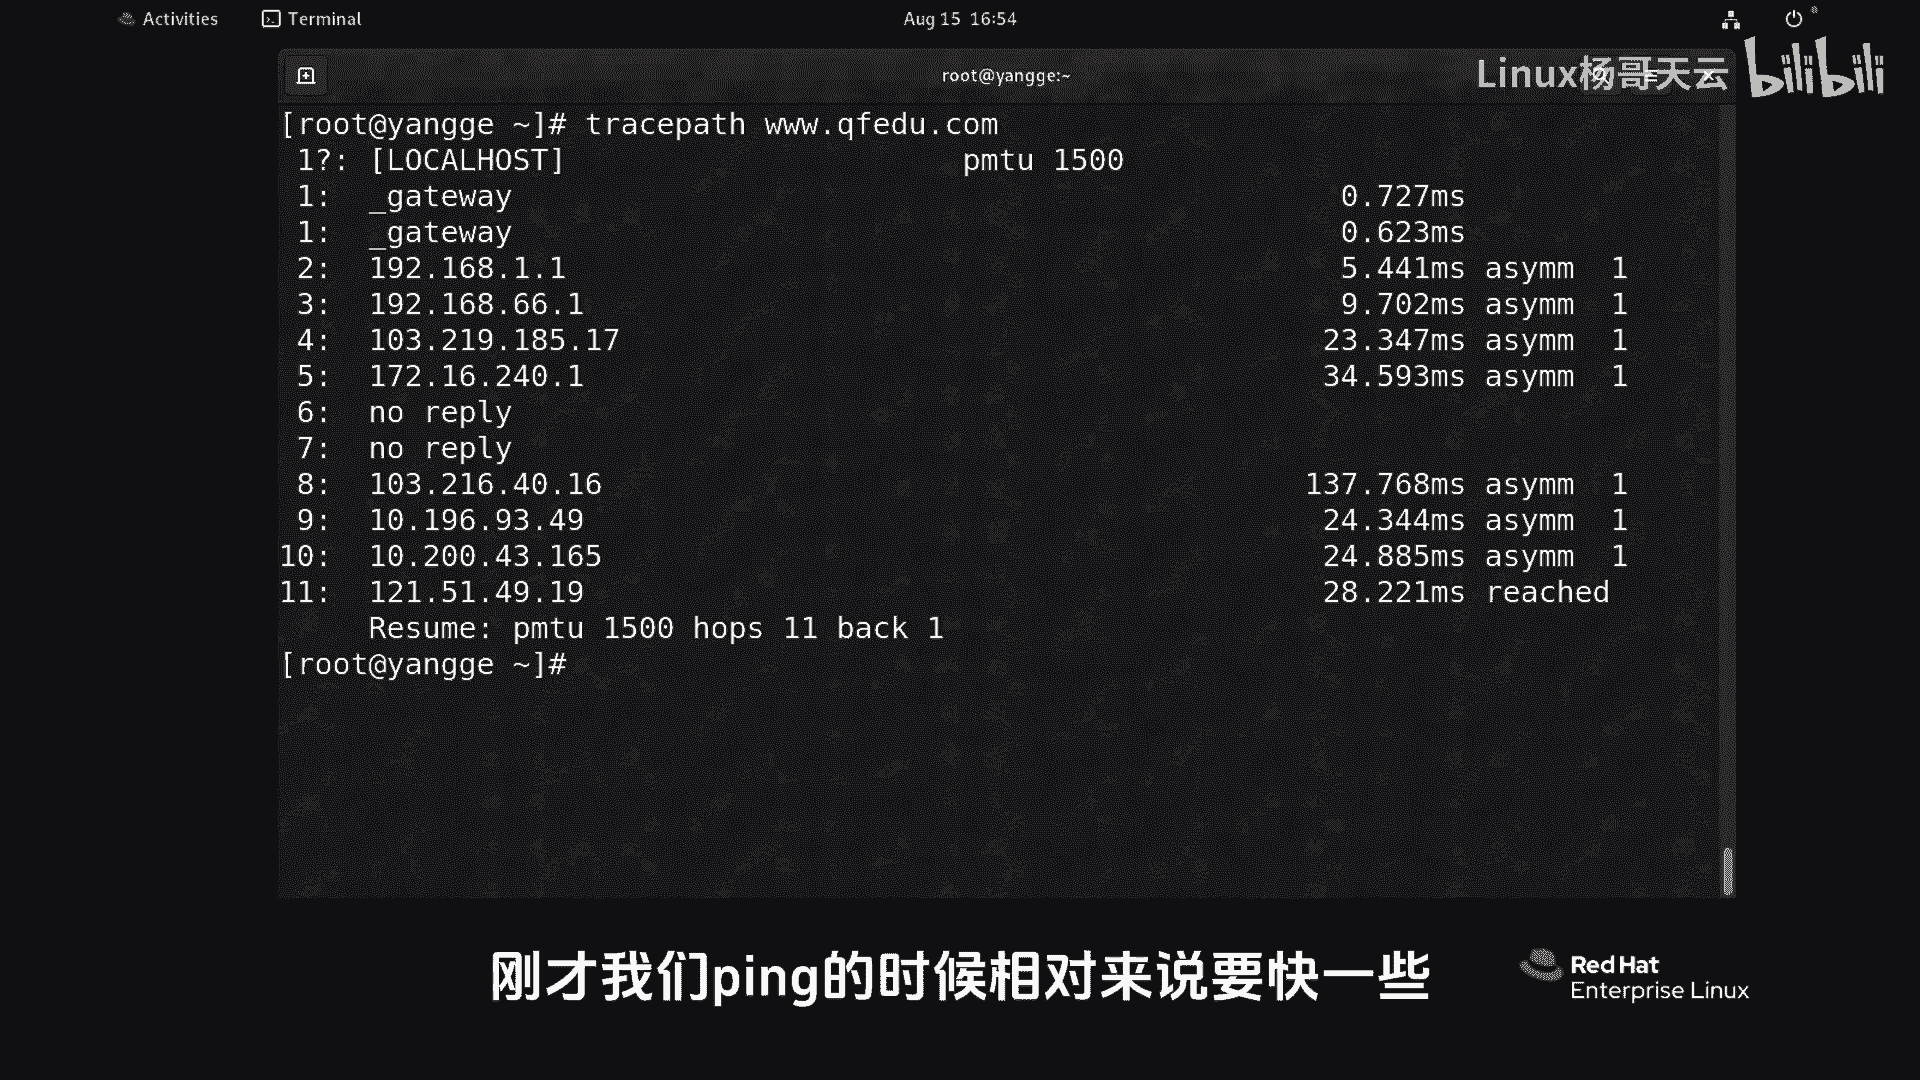 Activities Terminal Aug 15 16:54
root@yangge:~
Linux杨哥天云 bilibili
[root@yangge ~]# tracepath www.qfedu.com
1?: [LOCALHOST] pmtu 1500
1: _gateway 0.727ms
1: _gateway 0.623ms
2: 192.168.1.1 5.441ms asymm 1
3: 192.168.66.1 9.702ms asymm 1
4: 103.219.185.17 23.347ms asymm 1
5: 172.16.240.1 34.593ms asymm 1
6: no reply
7: no reply
8: 103.216.40.16 137.768ms asymm 1
9: 10.196.93.49 24.344ms asymm 1
10: 10.200.43.165 24.885ms asymm 1
11: 121.51.49.19 28.221ms reached
Resume: pmtu 1500 hops 11 back 1
[root@yangge ~]#
刚才我们ping的时候相对来说要快一些
Red Hat
Enterprise Linux